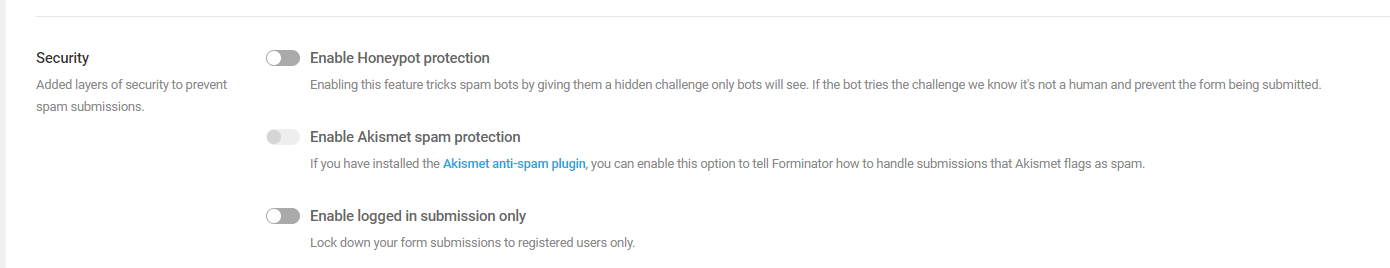 Security
Added layers of security to prevent
spam submissions.
Enable Honeypot protection
Enabling this feature tricks spam bots by giving them a hidden challenge only bots will see. If the bot tries the challenge we know it's not a human and prevent the form being submitted.
Enable Akismet spam protection
If you have installed the Akismet anti-spam plugin, you can enable this option to tell Forminator how to handle submissions that Akismet flags as spam.
Enable logged in submission only
Lock down your form submissions to registered users only.